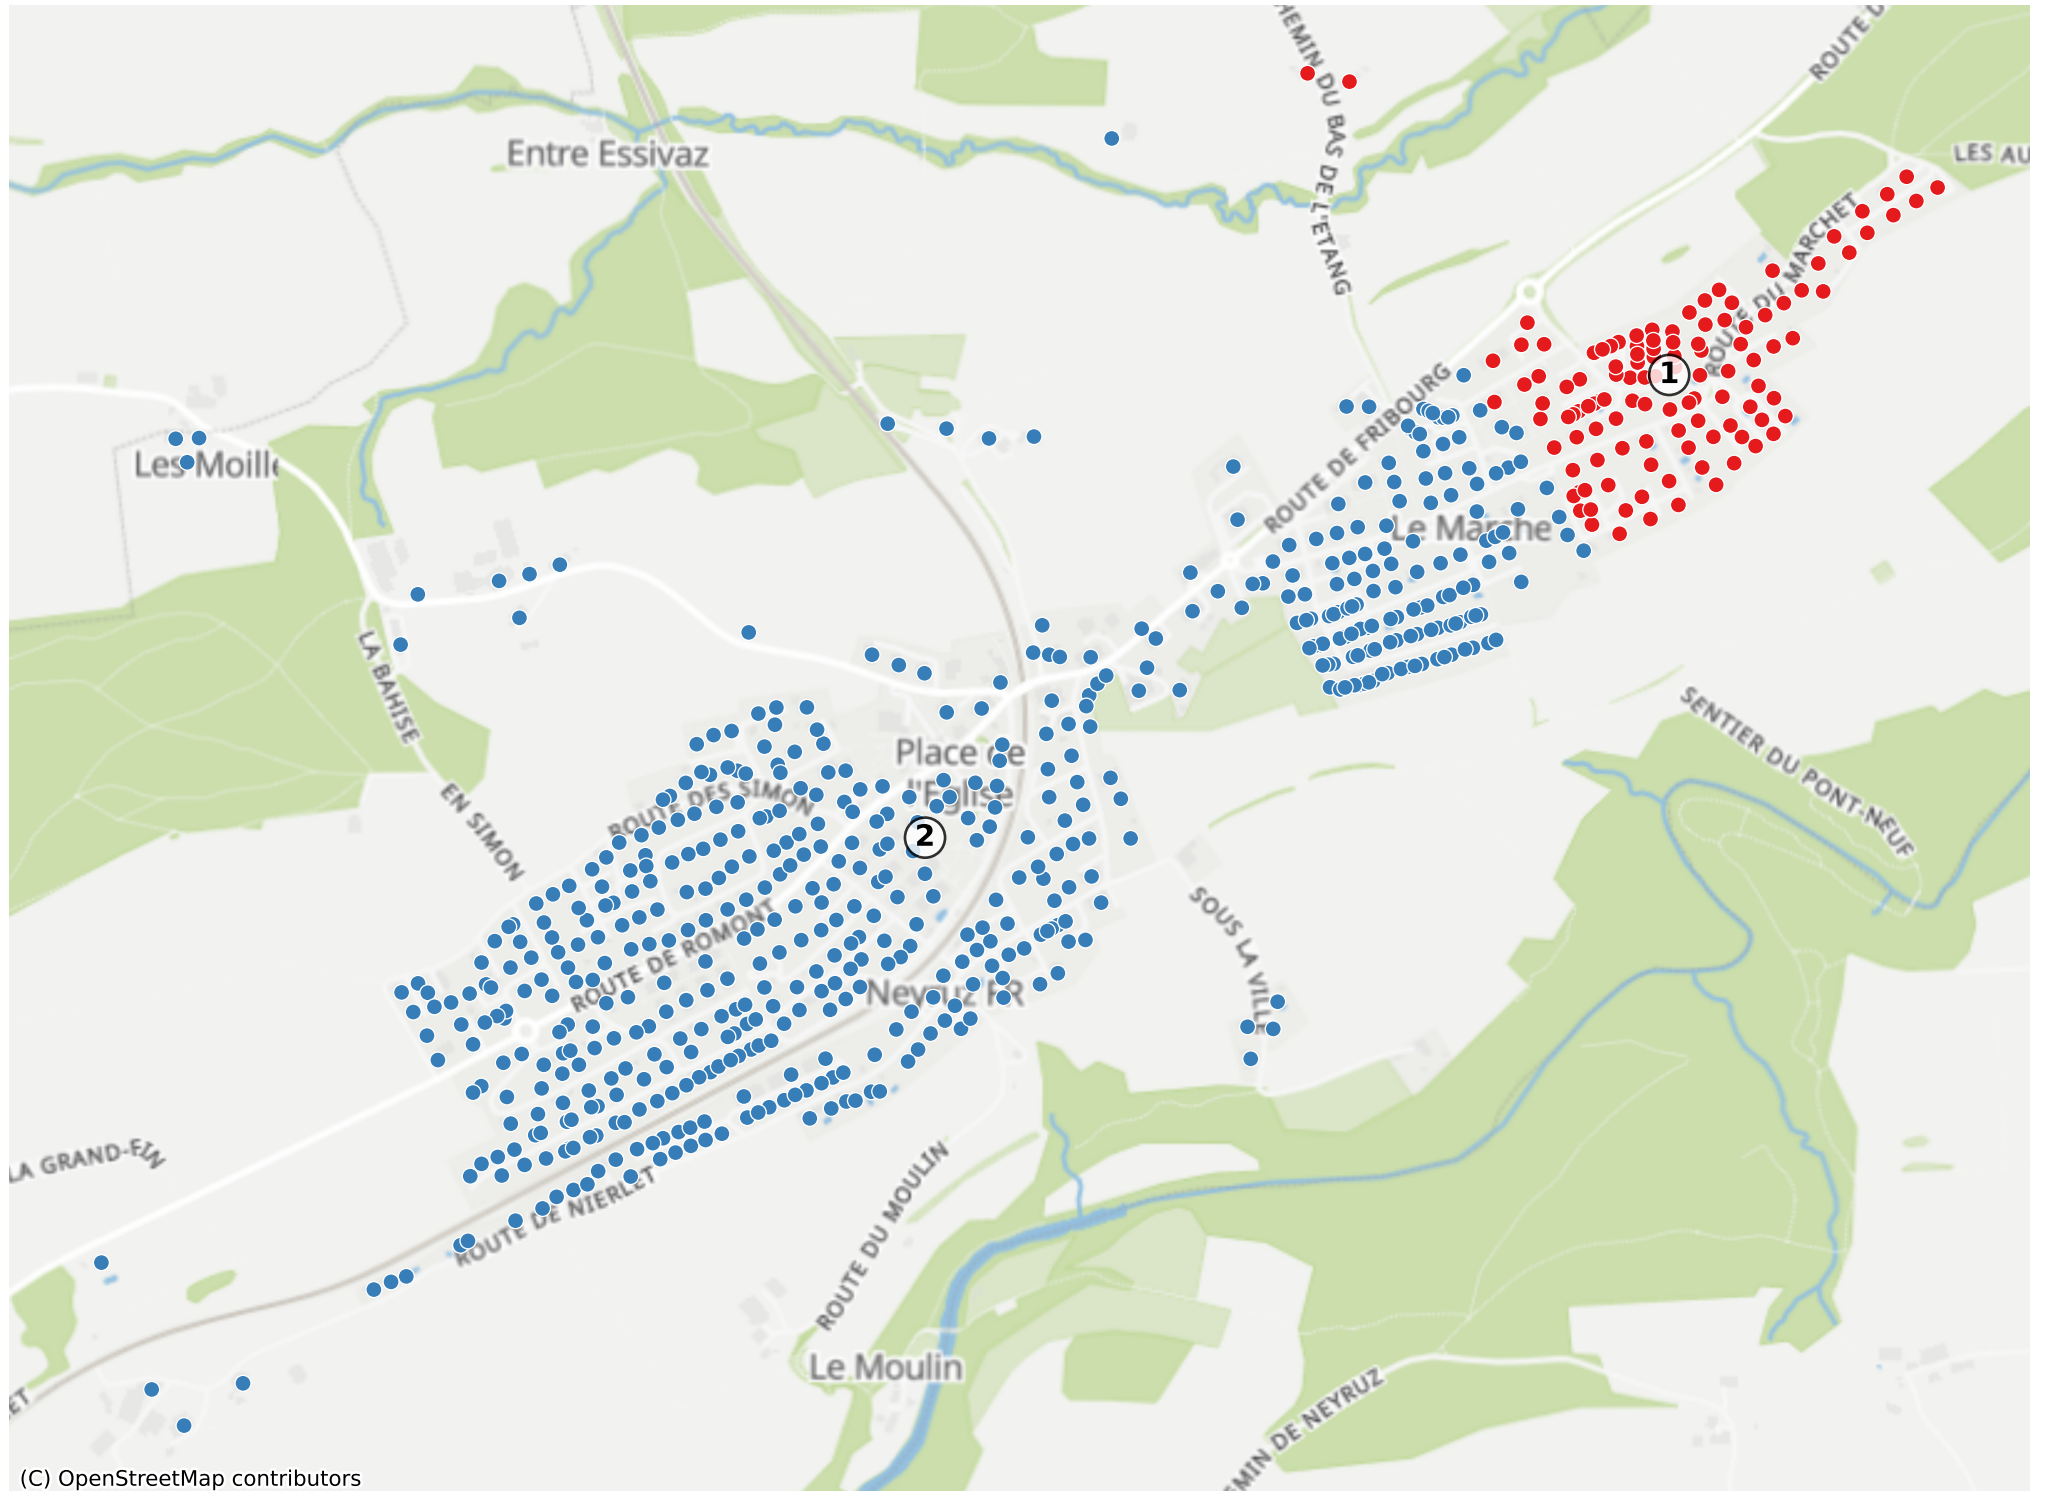 CHEMIN DU BAS DE L'ETANG
ROUTE D
Entre Essivaz
LES AU
ROUTE DU MARCHET
1
ROUTE DE FRIBOURG
Les Moille
Le Marche
LA BAHISE
SENTIER DU PONT-NEUF
Place de
l'Eglise
EN SIMON
ROUTE DES SIMON
2
ROUTE DE ROMONT
SOUS LA VILLE
Neyruz FR
LA GRAND-FIN
ROUTE DE NIERLET
ROUTE DU MOULIN
Le Moulin
EMIN DE NEYRUZ
ET
(C) OpenStreetMap contributors